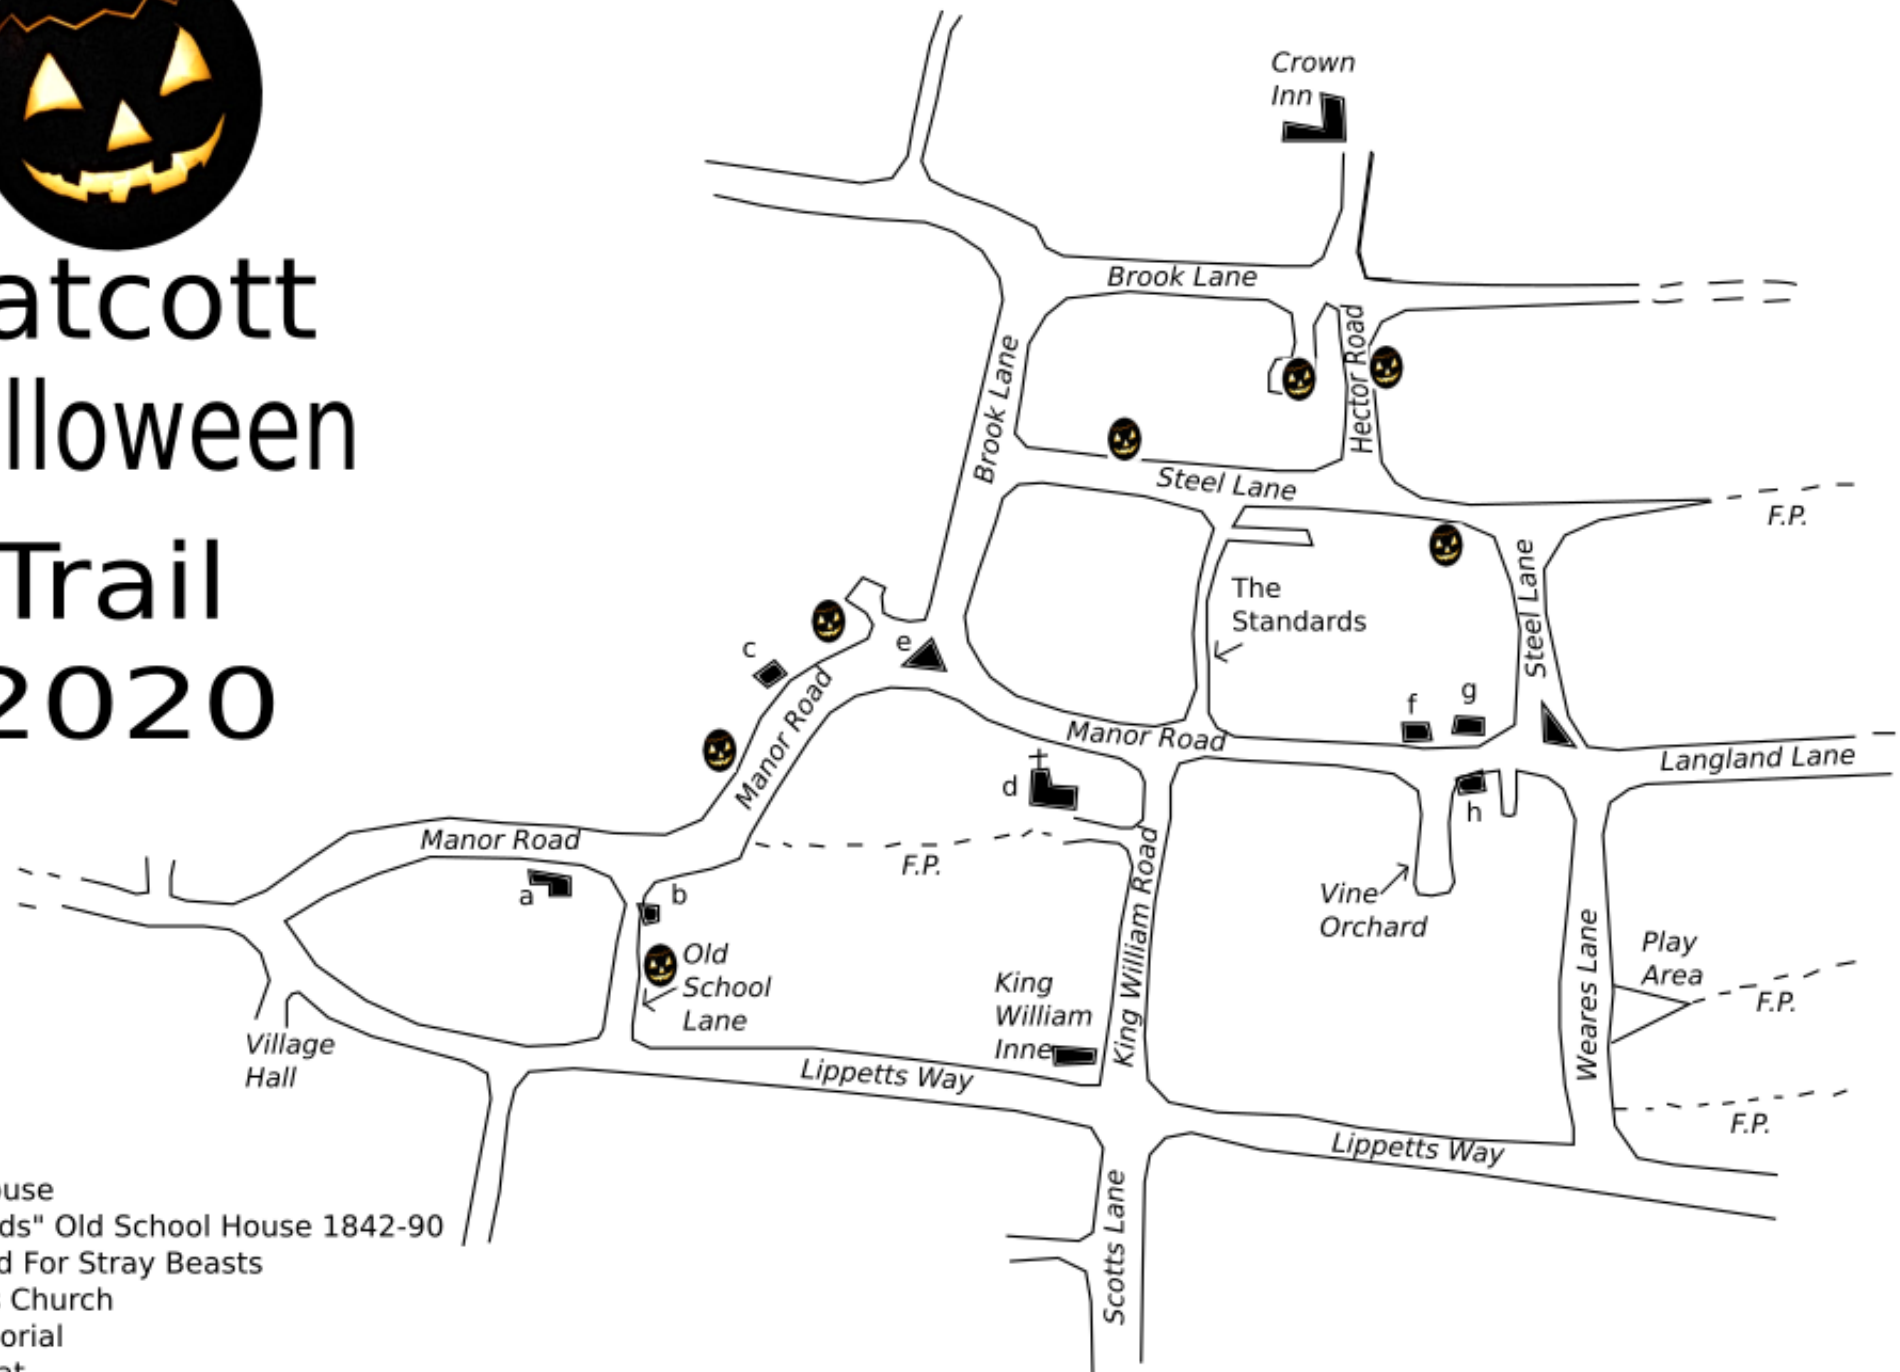 atcott
lloween
Trail
2020
Crown
Inn
Brook Lane
Hector Road
Brook Lane
Steel Lane
F.P.
The
Standards
Steel Lane
c
e
f
g
Manor Road
Manor Road
Langland Lane
d
h
Manor Road
F.P.
a
b
Vine
Orchard
King William Road
Old
School
Lane
King
William
Inne
Weares Lane
Play
Area
F.P.
Village
Hall
Lippetts Way
F.P.
Lippetts Way
Scotts Lane
ouse
ds" Old School House 1842-90
d For Stray Beasts
s Church
orial